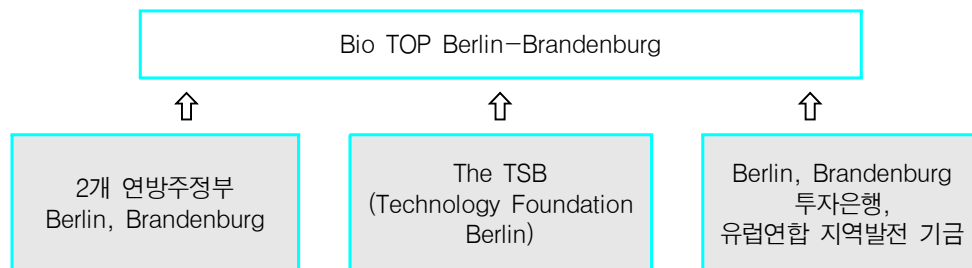 Bio TOP Berlin-Brandenburg
2개 연방주정부
Berlin, Brandenburg
The TSB
(Technology Foundation
Berlin)
Berlin, Brandenburg
투자은행,
유럽연합 지역발전 기금